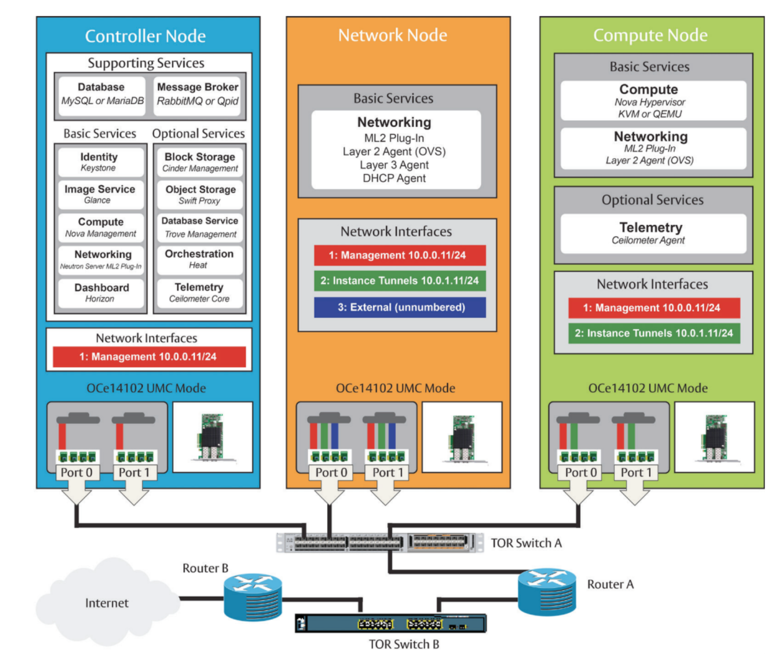 Controller Node
Supporting Services
Database
MySQL or MariaDB
Message Broker
RabbitMQ or Qpid
Basic Services
Identity
Keystone
Image Service
Glance
Compute
Nova Management
Networking
Neutron Server ML2 Plug-In
Dashboard
Horizon
Optional Services
Block Storage
Cinder Management
Object Storage
Swift Proxy
Database Service
Trove Management
Orchestration
Heat
Telemetry
Ceilometer Core
Network Interfaces
1: Management 10.0.0.11/24
OCe14102 UMC Mode
Port 0
Port 1
Network Node
Basic Services
Networking
ML2 Plug-In
Layer 2 Agent (OVS)
Layer 3 Agent
DHCP Agent
Network Interfaces
1: Management 10.0.0.11/24
2: Instance Tunnels 10.0.1.11/24
3: External (unnumbered)
OCe14102 UMC Mode
Port 0
Port 1
Compute Node
Basic Services
Compute
Nova Hypervisor
KVM or QEMU
Networking
ML2 Plug-In
Layer 2 Agent (OVS)
Optional Services
Telemetry
Ceilometer Agent
Network Interfaces
1: Management 10.0.0.11/24
2: Instance Tunnels 10.0.1.11/24
OCe14102 UMC Mode
Port 0
Port 1
TOR Switch A
Router B
Router A
Internet
TOR Switch B